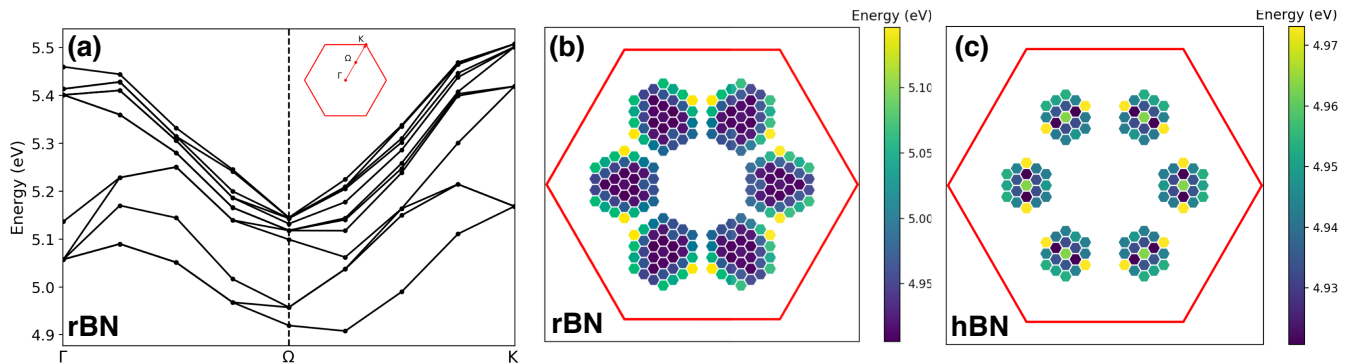 (a)
Energy (eV)
5.5
5.4
5.3
5.2
5.1
5.0
4.9
K
Ω
Γ
rBN
Γ
Ω
K
(b)
Energy (eV)
5.10
5.05
5.00
4.95
rBN
(c)
Energy (eV)
4.97
4.96
4.95
4.94
4.93
hBN